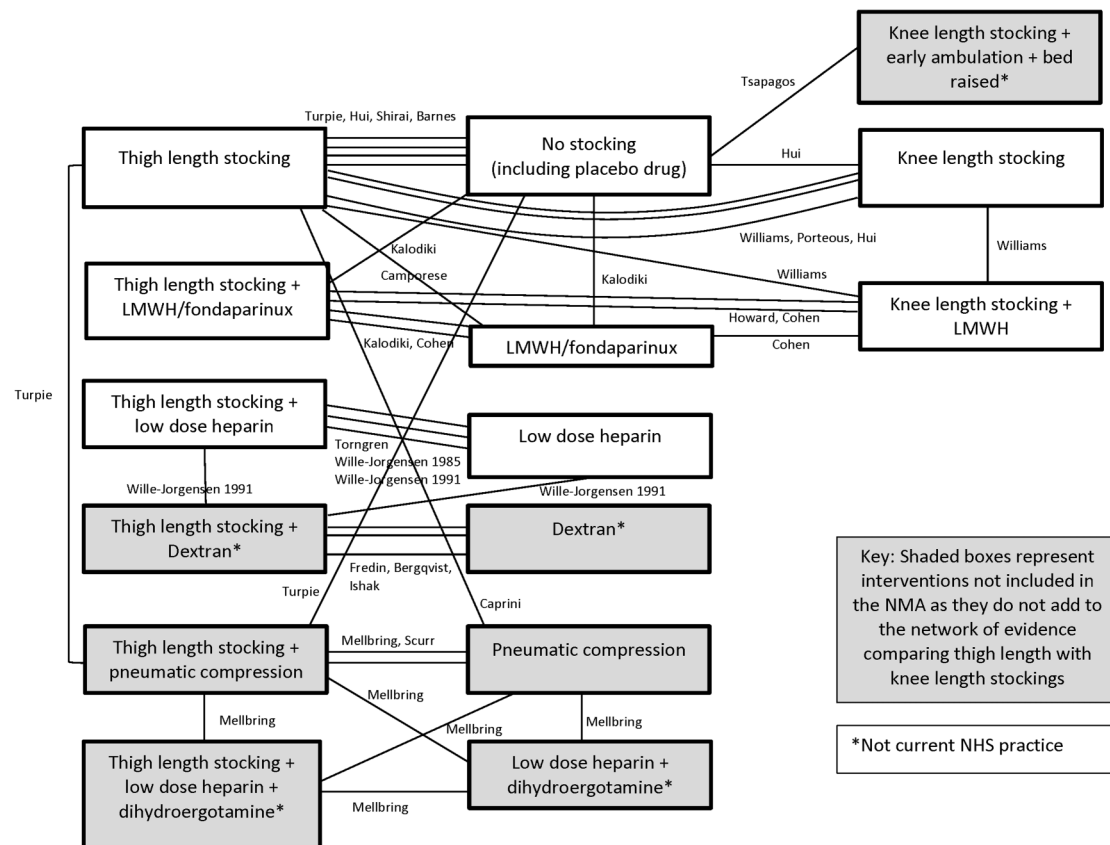 Knee length stocking +
early ambulation + bed
raised*
Tsapagos
Turpie, Hui, Shirai, Barnes
Thigh length stocking
No stocking
(including placebo drug)
Hui
Knee length stocking
Williams, Porteous, Hui
Williams
Kalodiki
Camporese
Williams
Kalodiki
Thigh length stocking +
LMWH/fondaparinux
Howard, Cohen
Knee length stocking +
LMWH
Kalodiki, Cohen
LMWH/fondaparinux
Cohen
Turpie
Thigh length stocking +
low dose heparin
Low dose heparin
Torngren
Wille-Jorgensen 1985
Wille-Jorgensen 1991
Wille-Jorgensen 1991
Wille-Jorgensen 1991
Thigh length stocking +
Dextran*
Dextran*
Fredin, Bergqvist,
Ishak
Turpie
Caprini
Key: Shaded boxes represent
interventions not included in
the NMA as they do not add to
the network of evidence
comparing thigh length with
knee length stockings
Thigh length stocking +
pneumatic compression
Mellbring, Scurr
Pneumatic compression
Mellbring
Mellbring
Mellbring
Mellbring
Thigh length stocking +
low dose heparin +
dihydroergotamine*
Mellbring
Low dose heparin +
dihydroergotamine*
*Not current NHS practice